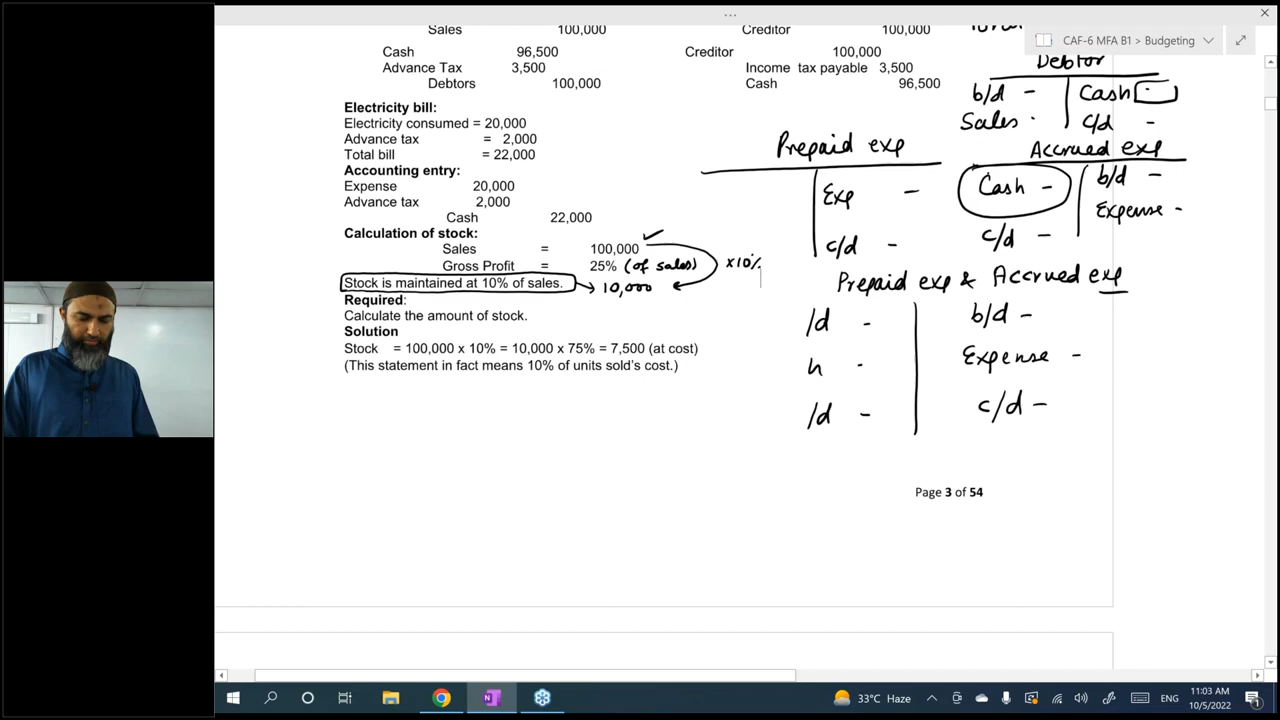 CAF-6 MFA B1 > Budgeting
Sales 100,000 Creditor 100,000
Cash 96,500 Creditor 100,000
Advance Tax 3,500 Income tax payable 3,500
Debtors 100,000 Cash 96,500
Electricity bill:
Electricity consumed = 20,000
Advance tax = 2,000
Total bill = 22,000
Accounting entry:
Expense 20,000
Advance tax 2,000
Cash 22,000
Calculation of stock:
Sales = 100,000
Gross Profit = 25% (of sales) x10%
Stock is maintained at 10% of sales. → 10,000
Required:
Calculate the amount of stock.
Solution
Stock = 100,000 x 10% = 10,000 x 75% = 7,500 (at cost)
(This statement in fact means 10% of units sold's cost.)
Debtor
b/d - Cash -
Sales - c/d -
Prepaid exp
Exp -
c/d -
Accrued exp
Cash - b/d -
Expense -
c/d -
Prepaid exp & Accrued exp
/d - b/d -
h - Expense -
/d - c/d -
Page 3 of 54
33°C Haze
ENG
11:03 AM
10/5/2022